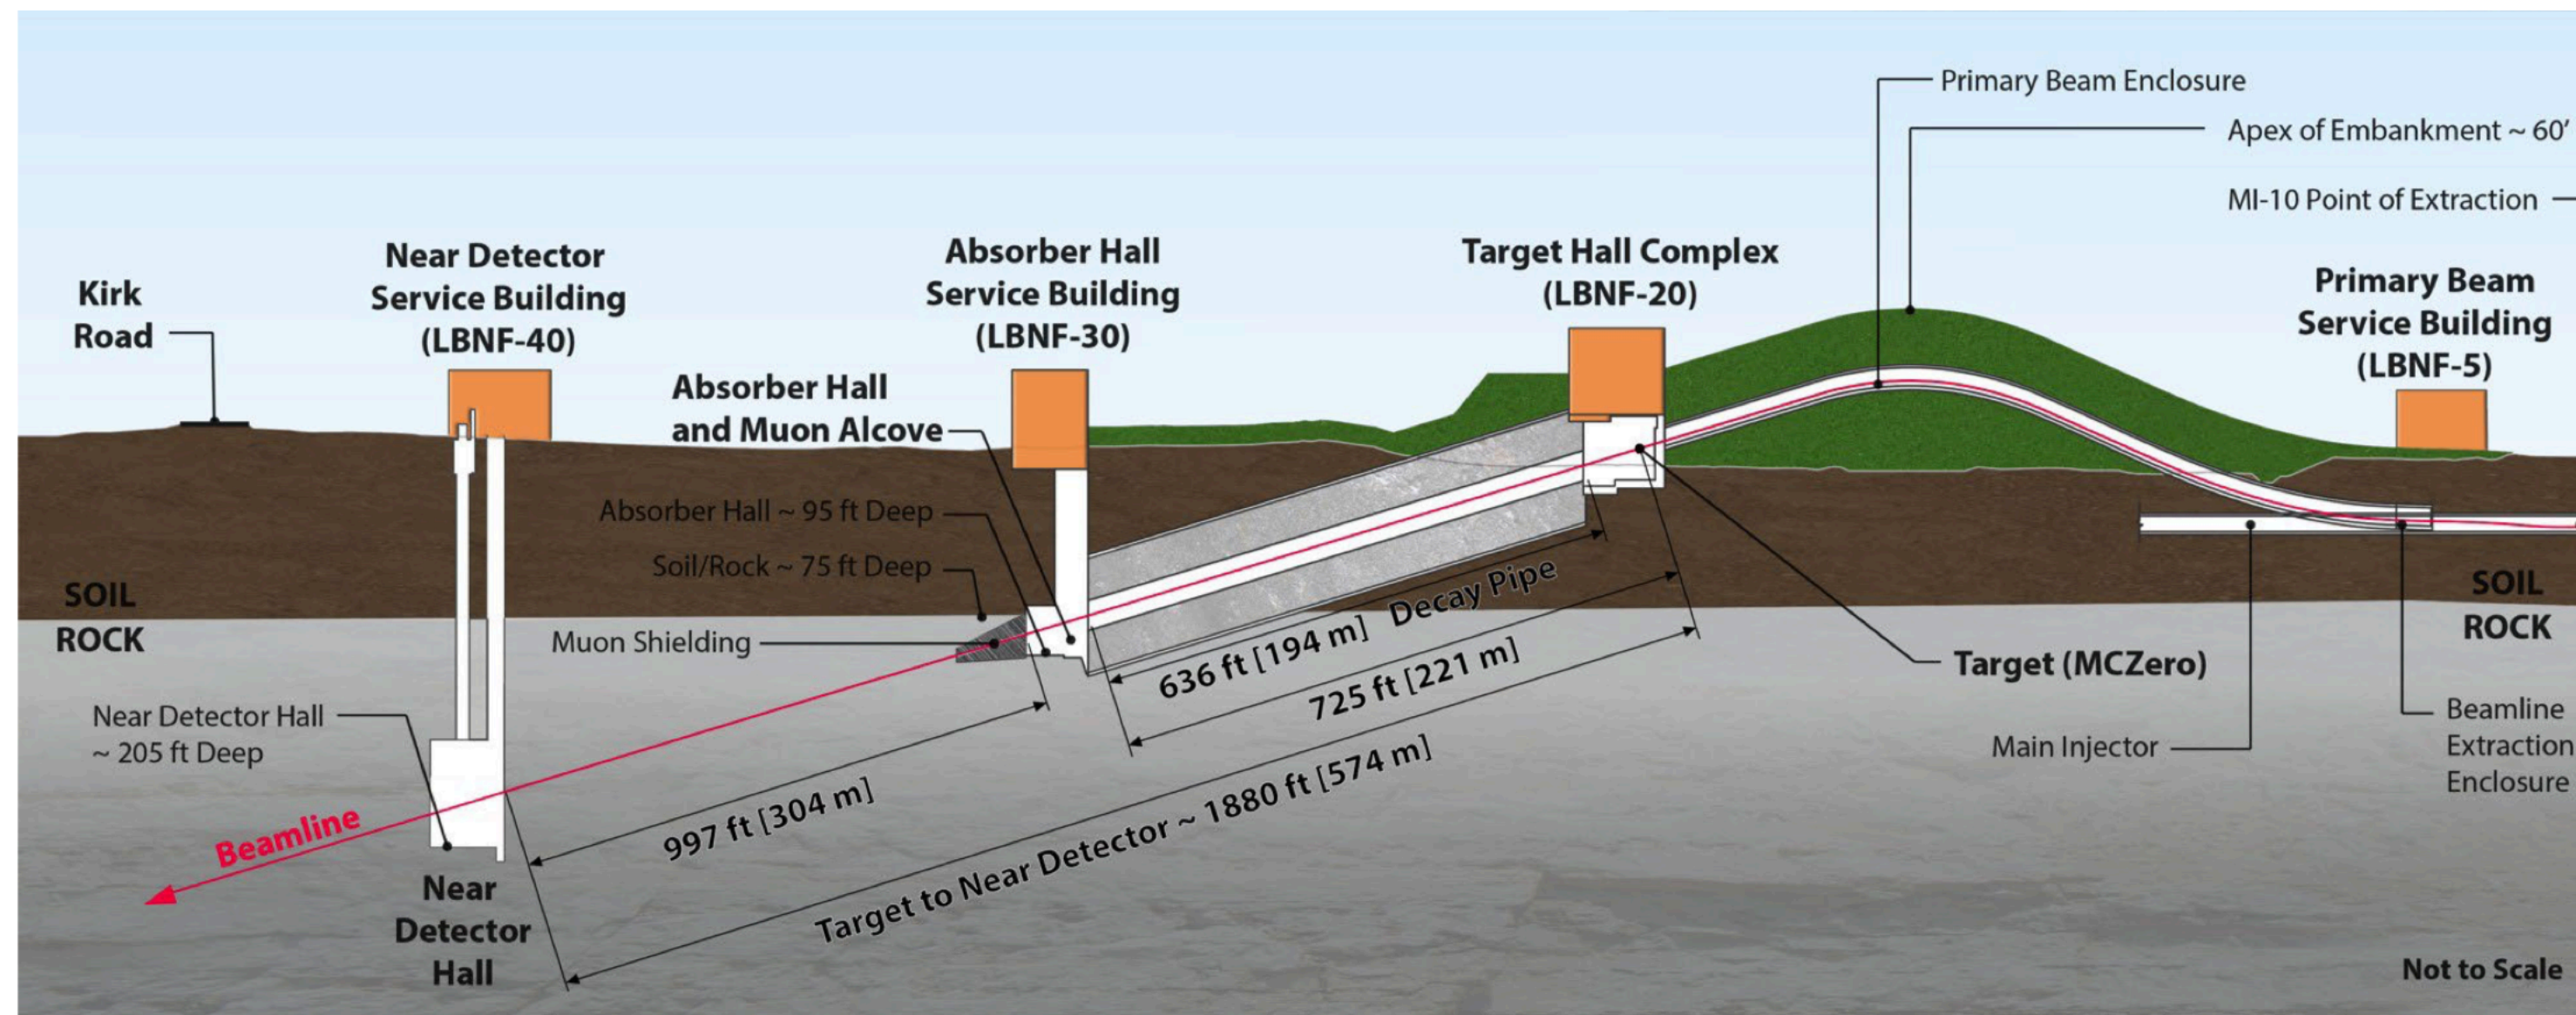 Primary Beam Enclosure
Apex of Embankment ~ 60'
MI-10 Point of Extraction
Kirk
Road
Near Detector
Service Building
(LBNF-40)
Absorber Hall
Service Building
(LBNF-30)
Target Hall Complex
(LBNF-20)
Primary Beam
Service Building
(LBNF-5)
Absorber Hall
and Muon Alcove
Absorber Hall ~ 95 ft Deep
Soil/Rock ~ 75 ft Deep
SOIL
ROCK
Muon Shielding
SOIL
ROCK
636 ft [194 m] Decay Pipe
725 ft [221 m]
Target (MCZero)
Near Detector Hall
~ 205 ft Deep
Main Injector
Beamline
Extraction
Enclosure
997 ft [304 m]
Target to Near Detector ~ 1880 ft [574 m]
Beamline
Near
Detector
Hall
Not to Scale